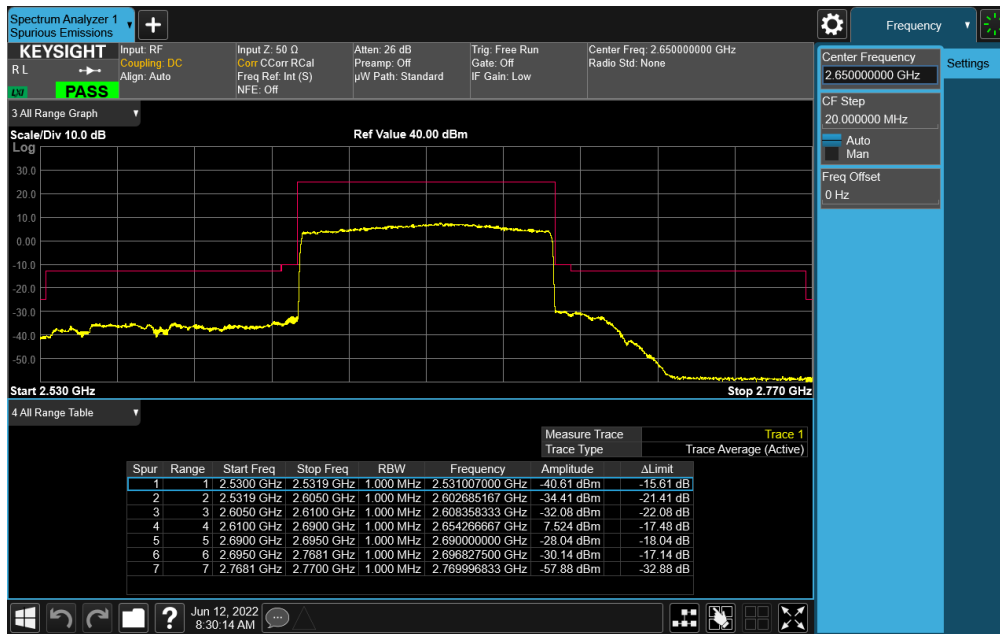 Spectrum Analyzer 1
Spurious Emissions
Frequency
KEYSIGHT
R L
LXI
PASS
Input: RF
Coupling: DC
Align: Auto
Input Z: 50 Ω
Corr CCorr RCal
Freq Ref: Int (S)
NFE: Off
Atten: 26 dB
Preamp: Off
µW Path: Standard
Trig: Free Run
Gate: Off
IF Gain: Low
Center Freq: 2.650000000 GHz
Radio Std: None
Center Frequency
2.650000000 GHz
Settings
CF Step
20.000000 MHz
Auto
Man
Freq Offset
0 Hz
3 All Range Graph
Scale/Div 10.0 dB
Ref Value 40.00 dBm
Log
30.0
20.0
10.0
0.00
-10.0
-20.0
-30.0
-40.0
-50.0
Start 2.530 GHz
Stop 2.770 GHz
4 All Range Table
Measure Trace Trace 1
Trace Type Trace Average (Active)
Spur Range Start Freq Stop Freq RBW Frequency Amplitude ΔLimit
1 1 2.5300 GHz 2.5319 GHz 1.000 MHz 2.531007000 GHz -40.61 dBm -15.61 dB
2 2 2.5319 GHz 2.6050 GHz 1.000 MHz 2.602685167 GHz -34.41 dBm -21.41 dB
3 3 2.6050 GHz 2.6100 GHz 1.000 MHz 2.608358333 GHz -32.08 dBm -22.08 dB
4 4 2.6100 GHz 2.6900 GHz 1.000 MHz 2.654266667 GHz 7.524 dBm -17.48 dB
5 5 2.6900 GHz 2.6950 GHz 1.000 MHz 2.690000000 GHz -28.04 dBm -18.04 dB
6 6 2.6950 GHz 2.7681 GHz 1.000 MHz 2.696827500 GHz -30.14 dBm -17.14 dB
7 7 2.7681 GHz 2.7700 GHz 1.000 MHz 2.769996833 GHz -57.88 dBm -32.88 dB
?
Jun 12, 2022
8:30:14 AM